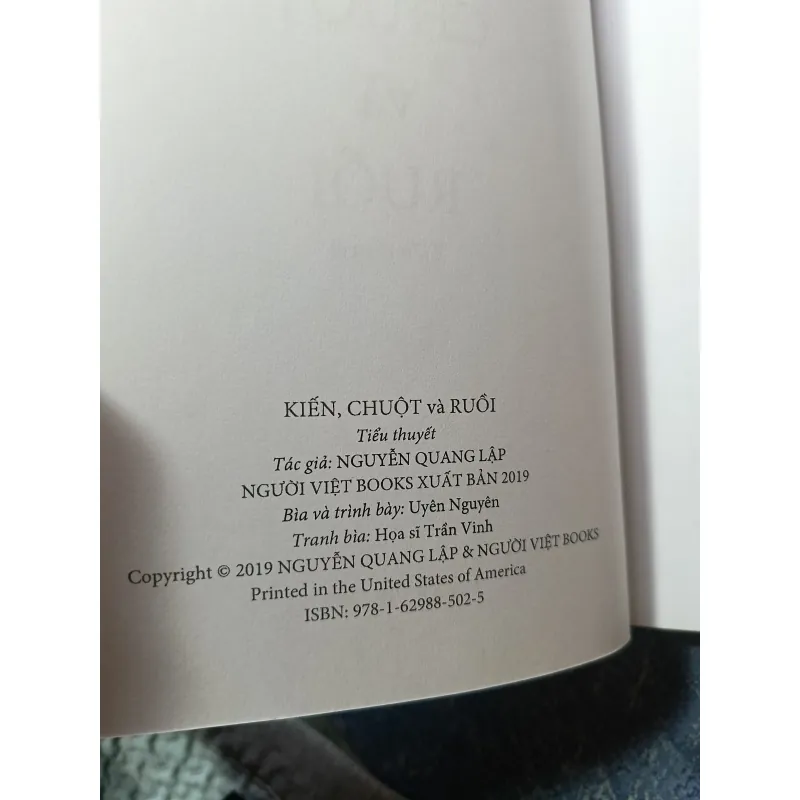 KIẾN, CHUỘT và RUỒI
Tiểu thuyết
Tác giả: NGUYỄN QUANG LẬP
NGƯỜI VIỆT BOOKS XUẤT BẢN 2019
Bìa và trình bày: Uyên Nguyên
Tranh bìa: Họa sĩ Trần Vinh
Copyright © 2019 NGUYỄN QUANG LẬP & NGƯỜI VIỆT BOOKS
Printed in the United States of America
ISBN: 978-1-62988-502-5